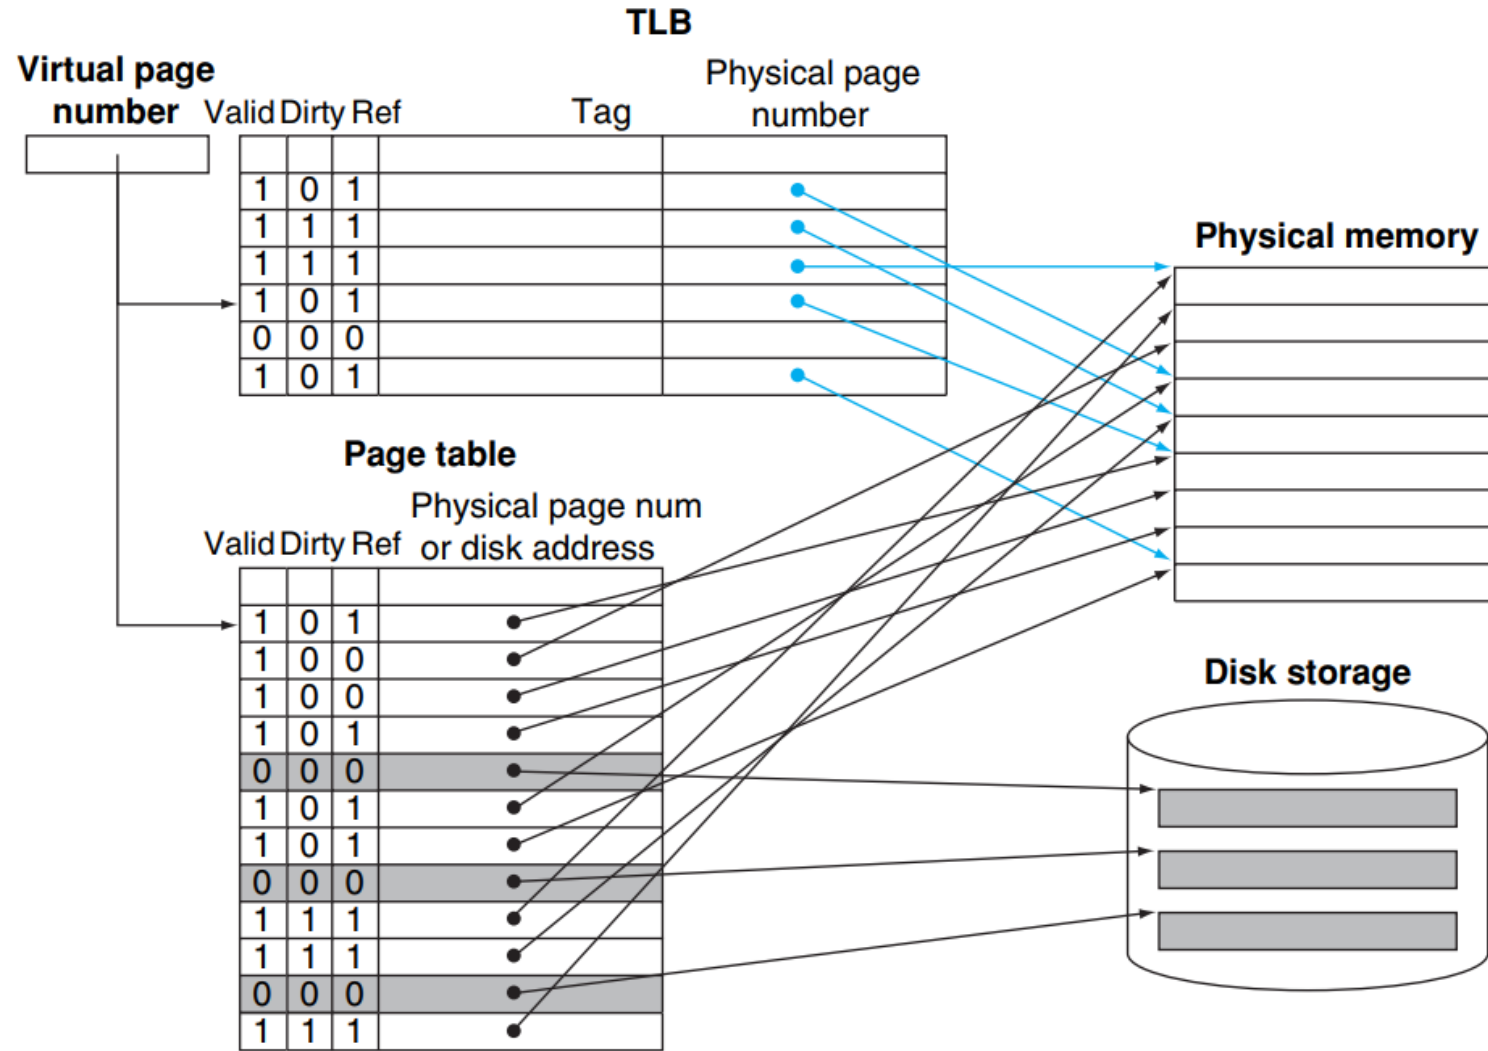 TLB
Virtual page
number
Valid Dirty Ref
Tag
Physical page
number
1 0 1
1 1 1
1 1 1
1 0 1
0 0 0
1 0 1
Physical memory
Page table
Physical page num
or disk address
Valid Dirty Ref
1 0 1
1 0 0
1 0 0
1 0 1
0 0 0
1 0 1
1 0 1
0 0 0
1 1 1
1 1 1
0 0 0
1 1 1
Disk storage